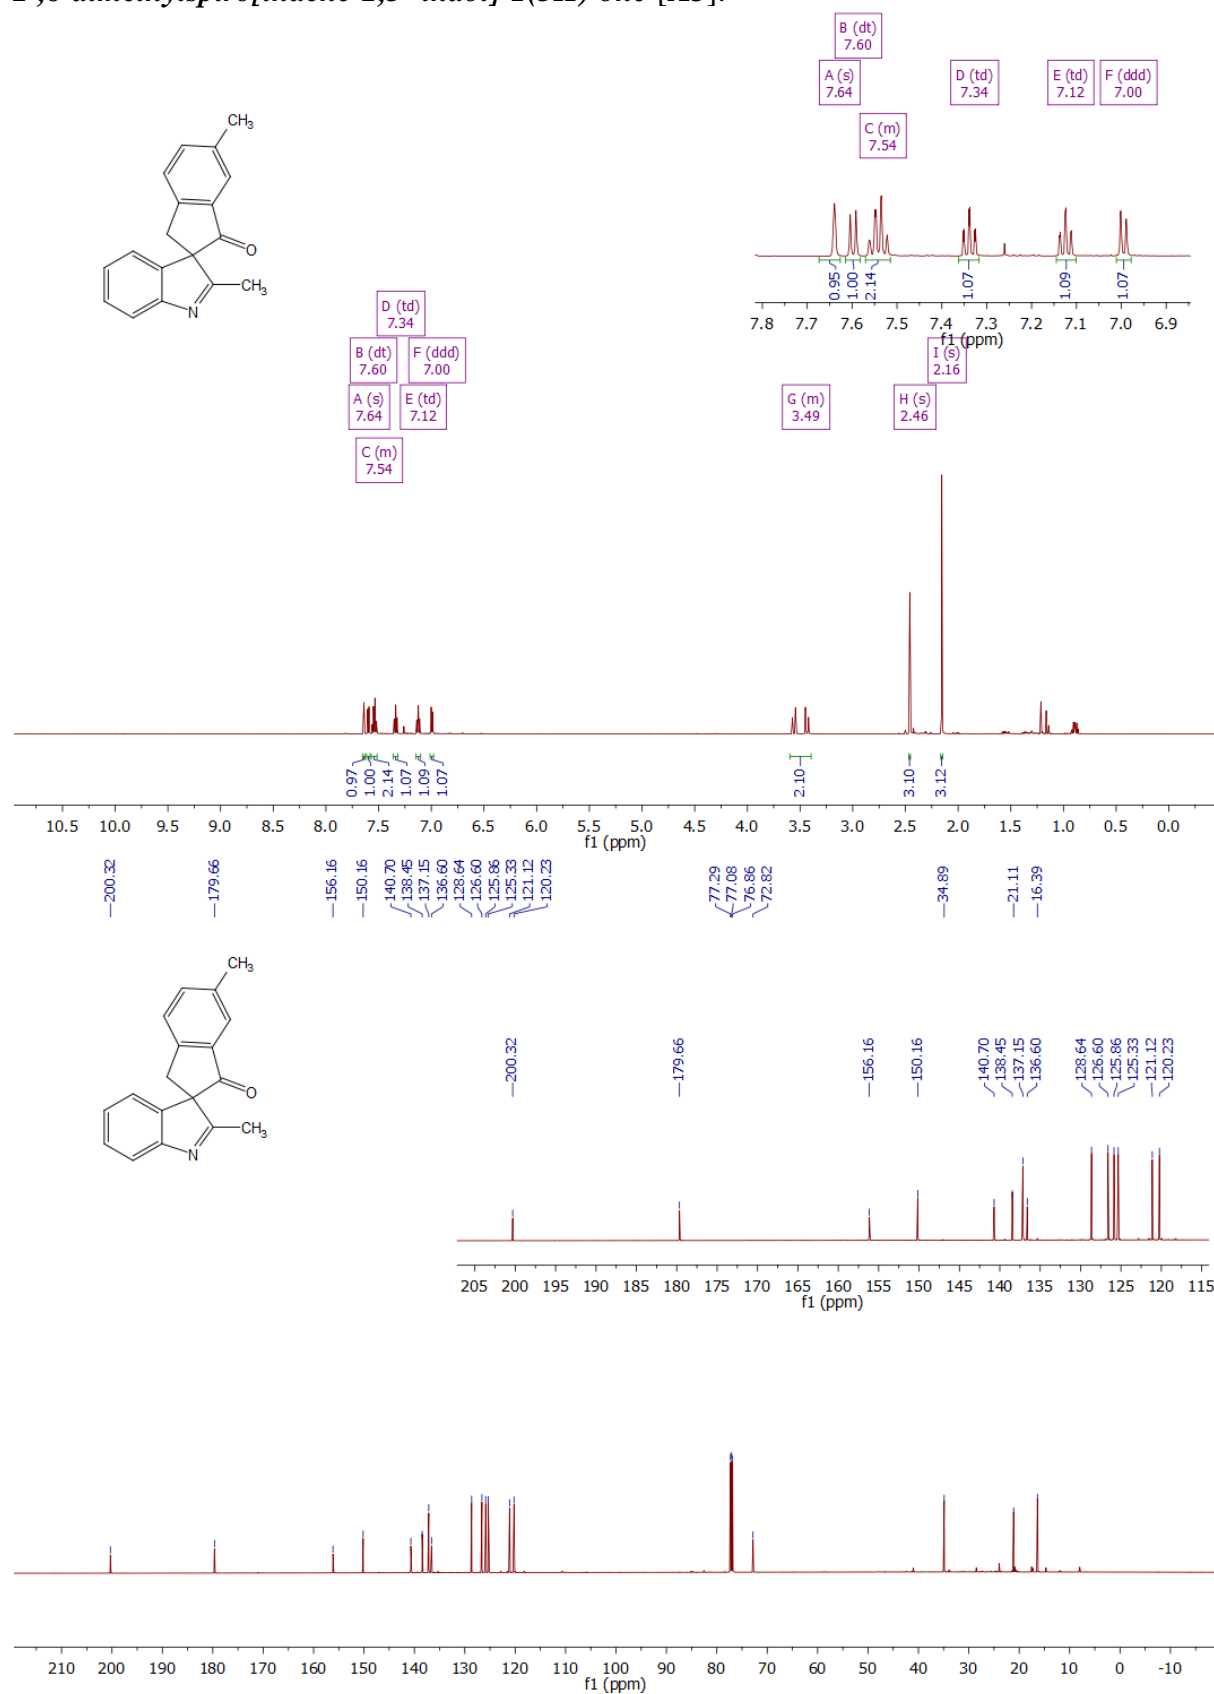 2',6-dimethylspiro[indene-2,3'-indol]-1(3H)-one
B (dt)
7.60
A (s)
7.64
D (td)
7.34
E (td)
7.12
F (ddd)
7.00
C (m)
7.54
CH3
O
CH3
N
0.95
1.00
2.14
1.07
1.09
1.07
7.8 7.7 7.6 7.5 7.4 7.3 7.2 7.1 7.0 6.9
f1 (ppm)
D (td)
7.34
B (dt)
7.60
F (ddd)
7.00
I (s)
2.16
A (s)
7.64
E (td)
7.12
G (m)
3.49
H (s)
2.46
C (m)
7.54
0.97
1.00
2.14
1.07
1.09
1.07
2.10
3.10
3.12
10.5 10.0 9.5 9.0 8.5 8.0 7.5 7.0 6.5 6.0 5.5 5.0 4.5 4.0 3.5 3.0 2.5 2.0 1.5 1.0 0.5 0.0
f1 (ppm)
200.32
179.66
156.16
150.16
140.70
138.45
137.15
136.60
128.64
126.60
125.86
125.33
121.12
120.23
77.29
77.08
76.86
72.82
34.89
21.11
16.39
CH3
O
CH3
N
200.32
179.66
156.16
150.16
140.70
138.45
137.15
136.60
128.64
126.60
125.86
125.33
121.12
120.23
205 200 195 190 185 180 175 170 165 160 155 150 145 140 135 130 125 120 115
f1 (ppm)
210 200 190 180 170 160 150 140 130 120 110 100 90 80 70 60 50 40 30 20 10 0 -10
f1 (ppm)